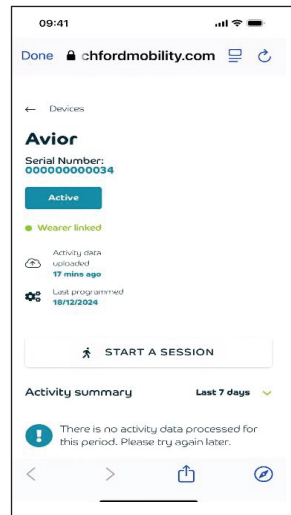 09:41
Done chfordmobility.com
← Devices
Avior
Serial Number:
000000000034
Active
Wearer linked
Activity data
uploaded
17 mins ago
Last programmed
18/12/2024
START A SESSION
Activity summary Last 7 days
There is no activity data processed for
this period. Please try again later.